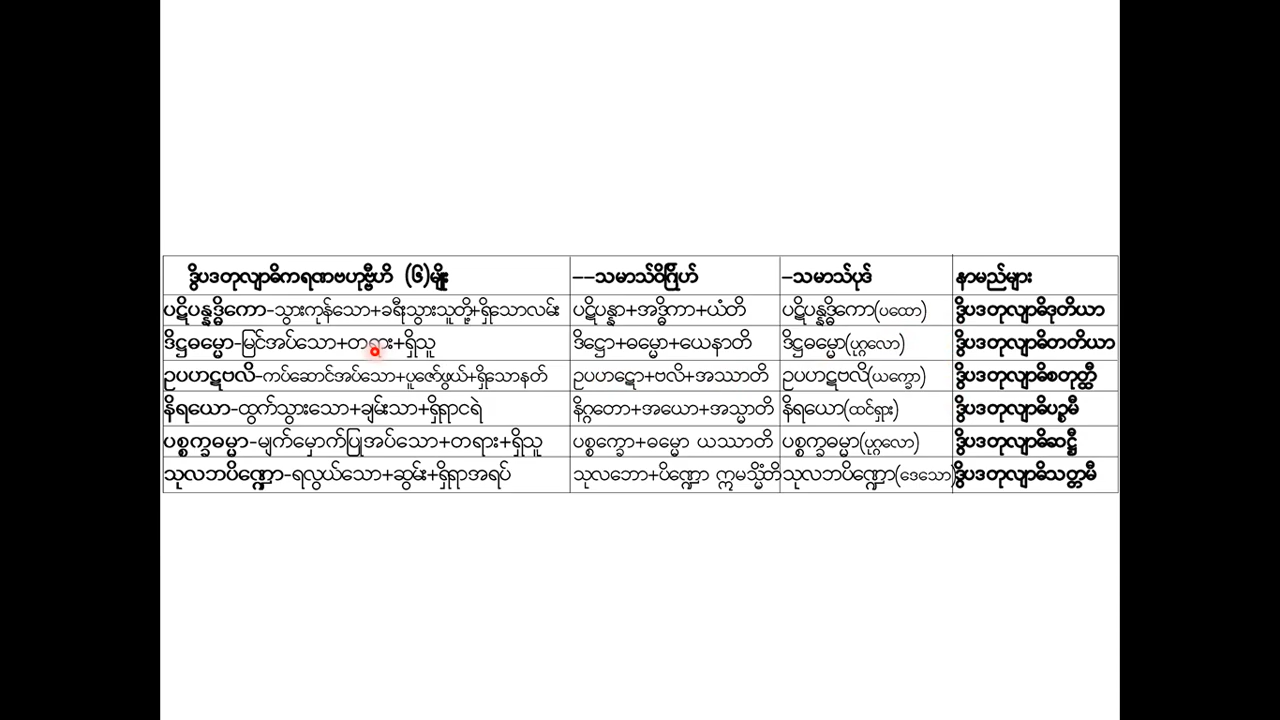 ဒွိပဒတုလျာဓိကရဏဗဟုဗ္ဗီဟိ (၆)မျိုး --သမာသ်ဝိဂြိုဟ် -သမာသ်ပုဒ် နာမည်များ
ပဋိပန္နဒ္ဓိကော-သွားကုန်သော+ခရီးသွားသူတို့+ရှိသောလမ်း ပဋိပန္နာ+အဒ္ဓိကာ+ယံတိ ပဋိပန္နဒ္ဓိကော(ပထော) ဒွိပဒတုလျာဓိဒုတိယာ
ဒိဋ္ဌဓမ္မော-မြင်အပ်သော+တရား+ရှိသူ ဒိဋ္ဌော+ဓမ္မော+ယေနာတိ ဒိဋ္ဌဓမ္မော(ပုဂ္ဂလော) ဒွိပဒတုလျာဓိတတိယာ
ဥပဟဋဗလိ-ကပ်ဆောင်အပ်သော+ပူဇော်ဖွယ်+ရှိသောနတ် ဥပဟဋော+ဗလိ+အဿာတိ ဥပဟဋဗလိ(ယက္ခော) ဒွိပဒတုလျာဓိစတုတ္ထီ
နိရယော-ထွက်သွားသော+ချမ်းသာ+ရှိရာငရဲ နိဂ္ဂတော+အယော+အသ္မာတိ နိရယော(ထင်ရှား) ဒွိပဒတုလျာဓိပဉ္စမီ
ပစ္စက္ခဓမ္မာ-မျက်မှောက်ပြုအပ်သော+တရား+ရှိသူ ပစ္စက္ခော+ဓမ္မော ယဿာတိ ပစ္စက္ခဓမ္မာ(ပုဂ္ဂလော) ဒွိပဒတုလျာဓိဆဋ္ဌီ
သုလဘပိဏ္ဍော-ရလွယ်သော+ဆွမ်း+ရှိရာအရပ် သုလဘော+ပိဏ္ဍော ဣမသ္မိံတိ သုလဘပိဏ္ဍော(ဒေသော) ဒွိပဒတုလျာဓိသတ္တမီ